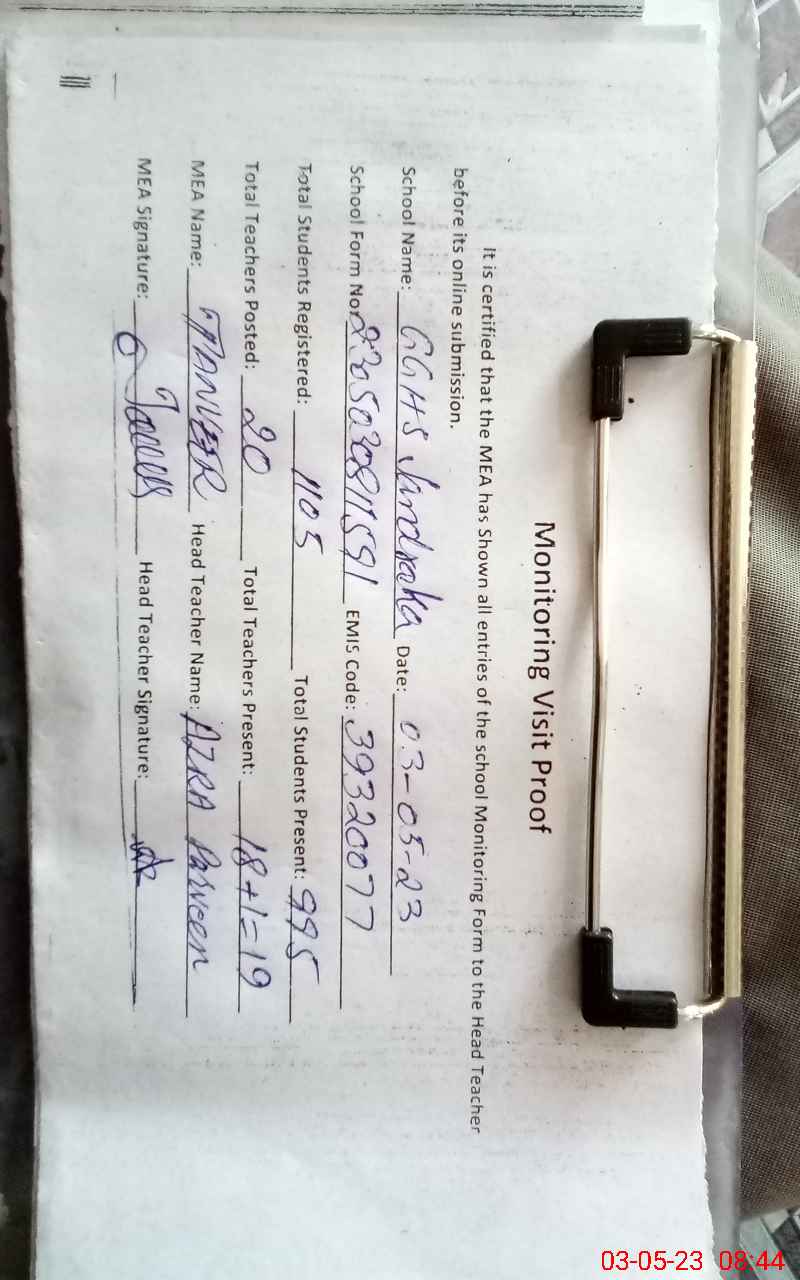 Monitoring Visit Proof
It is certified that the MEA has Shown all entries of the school Monitoring Form to the Head Teacher
before its online submission.
School Name: GGHS Jandraka Date: 03-05-23
School Form No: EMIS Code: 39320077
Total Students Registered: 1105 Total Students Present: 995
Total Teachers Posted: 20 Total Teachers Present: 18+1=19
MEA Name: TANVEER Head Teacher Name: AZRA Parveen
MEA Signature: Head Teacher Signature:
03-05-23 08:44